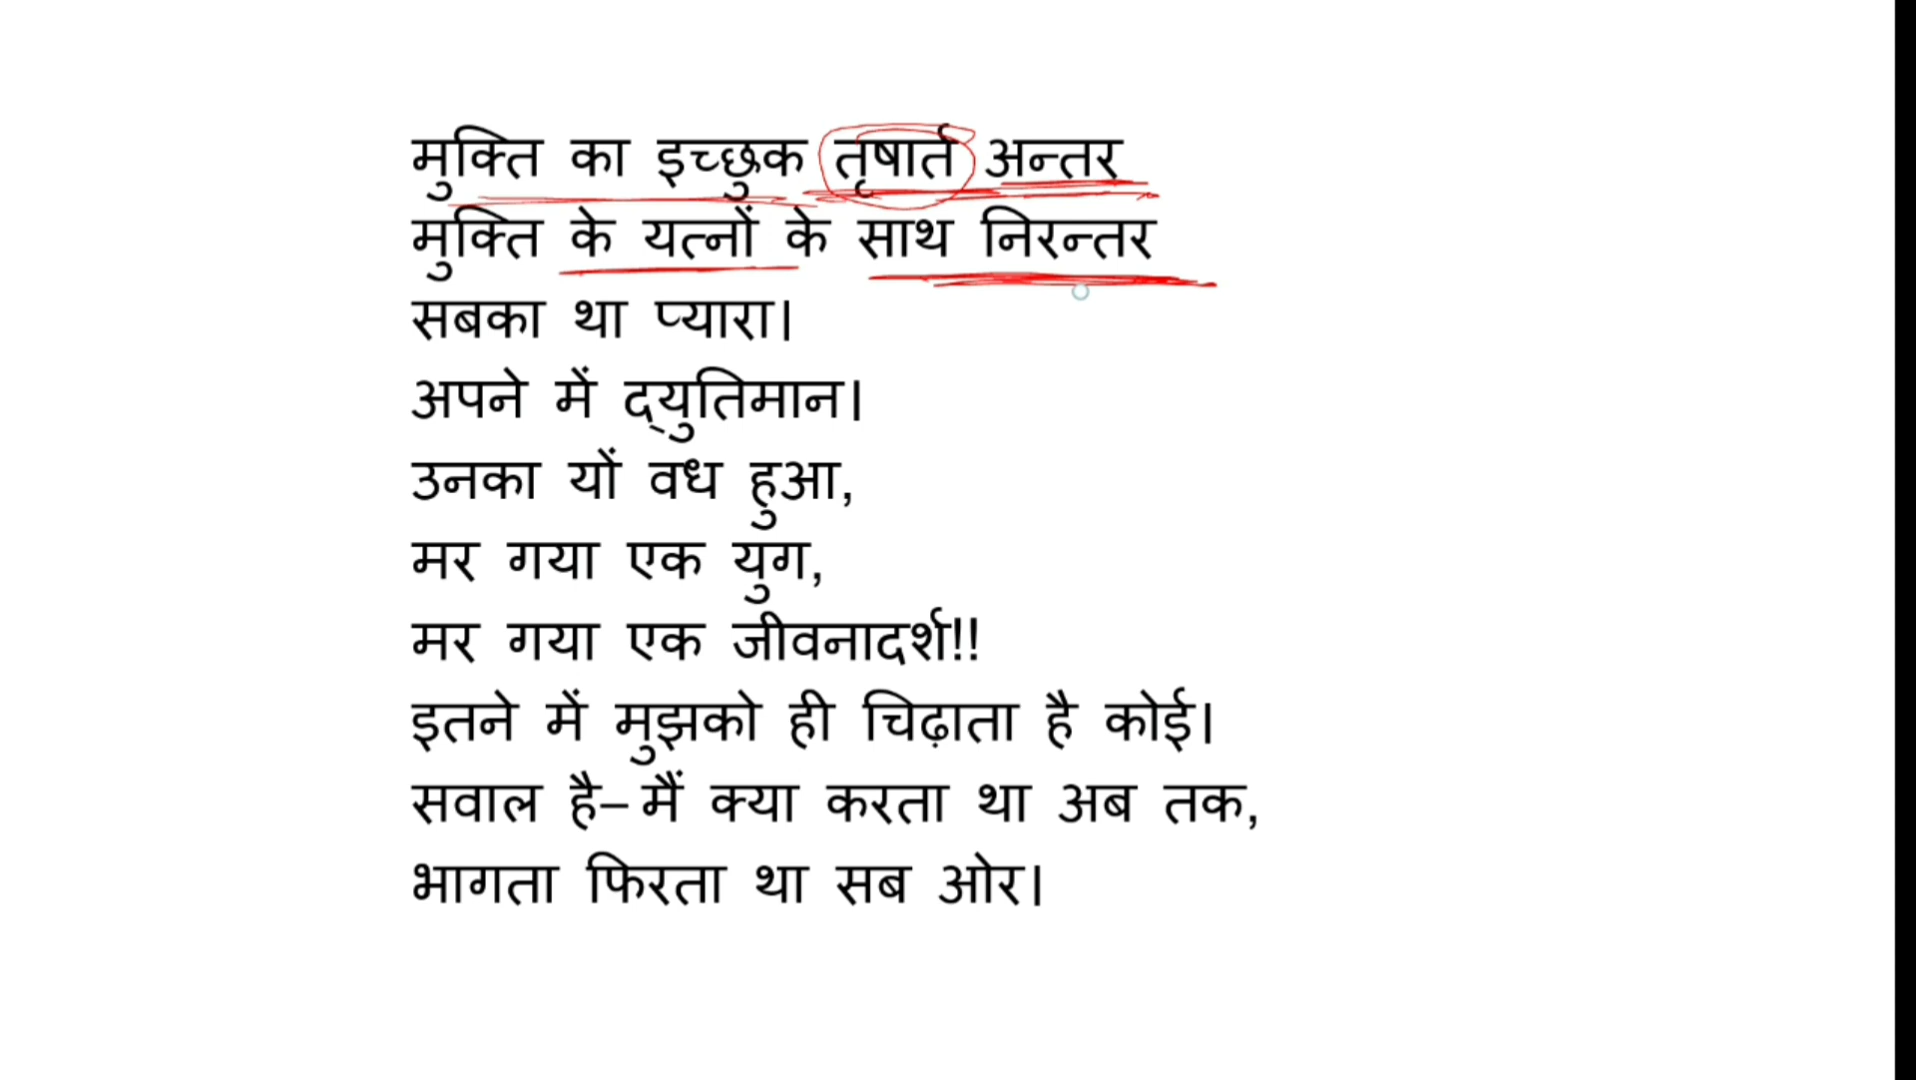 मुक्ति का इच्छुक तृषार्त अन्तर
मुक्ति के यत्नों के साथ निरन्तर
सबका था प्यारा।
अपने में द्‌युतिमान।
उनका यों वध हुआ,
मर गया एक युग,
मर गया एक जीवनादर्श!!
इतने में मुझको ही चिढ़ाता है कोई।
सवाल है– मैं क्या करता था अब तक,
भागता फिरता था सब ओर।